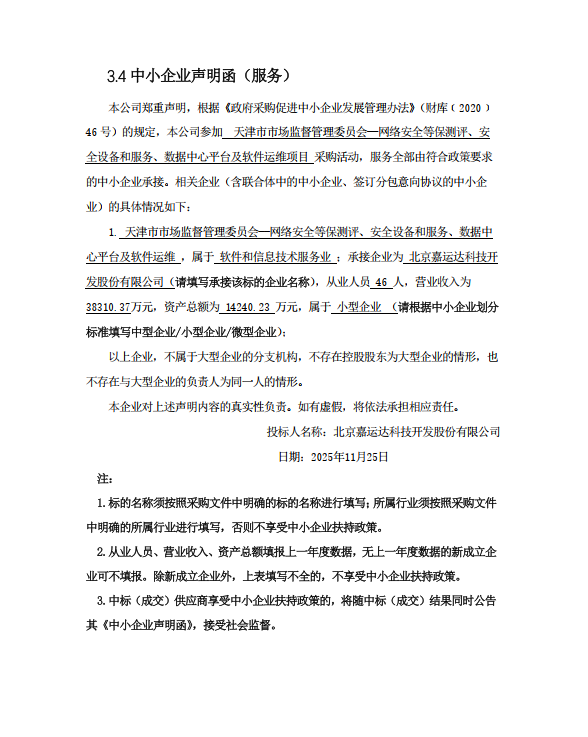 3.4 中小企业声明函（服务）
本公司郑重声明，根据《政府采购促进中小企业发展管理办法》（财库﹝2020﹞
46 号）的规定，本公司参加 天津市市场监督管理委员会—网络安全等保测评、安
全设备和服务、数据中心平台及软件运维项目 采购活动，服务全部由符合政策要求
的中小企业承接。相关企业（含联合体中的中小企业、签订分包意向协议的中小企
业）的具体情况如下：
1. 天津市市场监督管理委员会—网络安全等保测评、安全设备和服务、数据中
心平台及软件运维 ，属于 软件和信息技术服务业 ；承接企业为 北京嘉运达科技开
发股份有限公司（请填写承接该标的企业名称），从业人员 46 人，营业收入为
38310.37万元，资产总额为 14240.23 万元，属于 小型企业 （请根据中小企业划分
标准填写中型企业/小型企业/微型企业）；
以上企业，不属于大型企业的分支机构，不存在控股股东为大型企业的情形，也
不存在与大型企业的负责人为同一人的情形。
本企业对上述声明内容的真实性负责。如有虚假，将依法承担相应责任。
投标人名称：北京嘉运达科技开发股份有限公司
日期：2025年11月25日
注：
1.标的名称须按照采购文件中明确的标的名称进行填写；所属行业须按照采购文件
中明确的所属行业进行填写，否则不享受中小企业扶持政策。
2.从业人员、营业收入、资产总额填报上一年度数据，无上一年度数据的新成立企
业可不填报。除新成立企业外，上表填写不全的，不享受中小企业扶持政策。
3.中标（成交）供应商享受中小企业扶持政策的，将随中标（成交）结果同时公告
其《中小企业声明函》，接受社会监督。